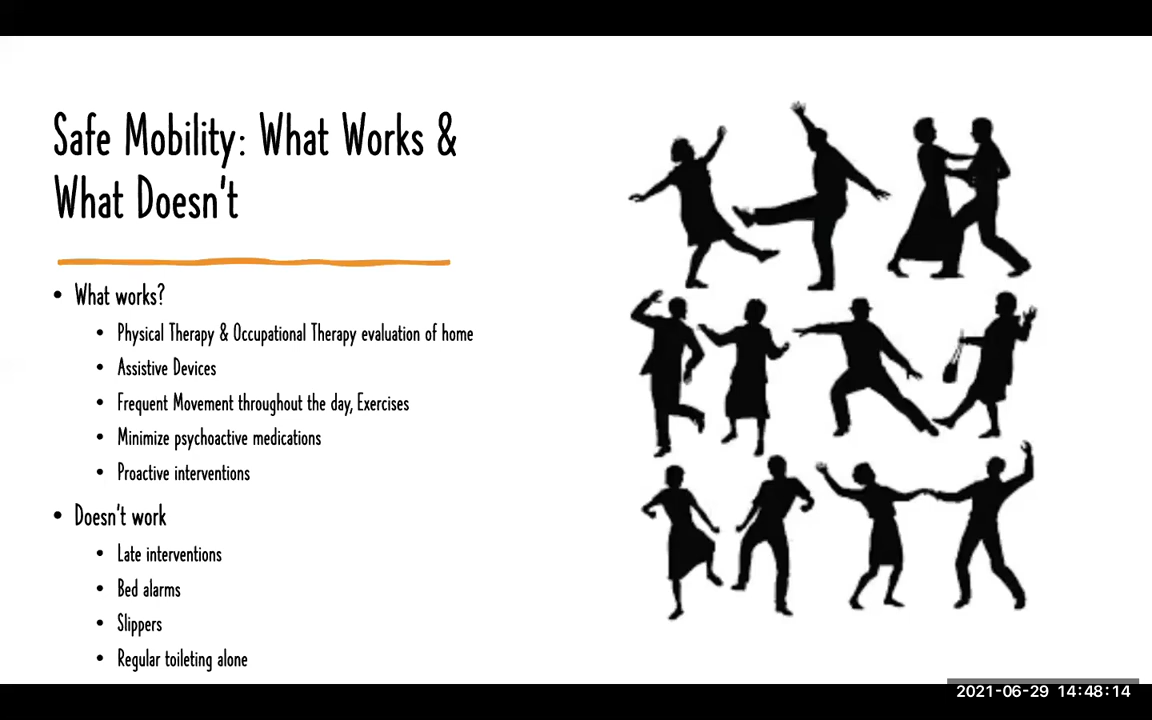 Safe Mobility: What Works &
What Doesn't
• What works?
• Physical Therapy & Occupational Therapy evaluation of home
• Assistive Devices
• Frequent Movement throughout the day, Exercises
• Minimize psychoactive medications
• Proactive interventions
• Doesn't work
• Late interventions
• Bed alarms
• Slippers
• Regular toileting alone
2021-06-29 14:48:14